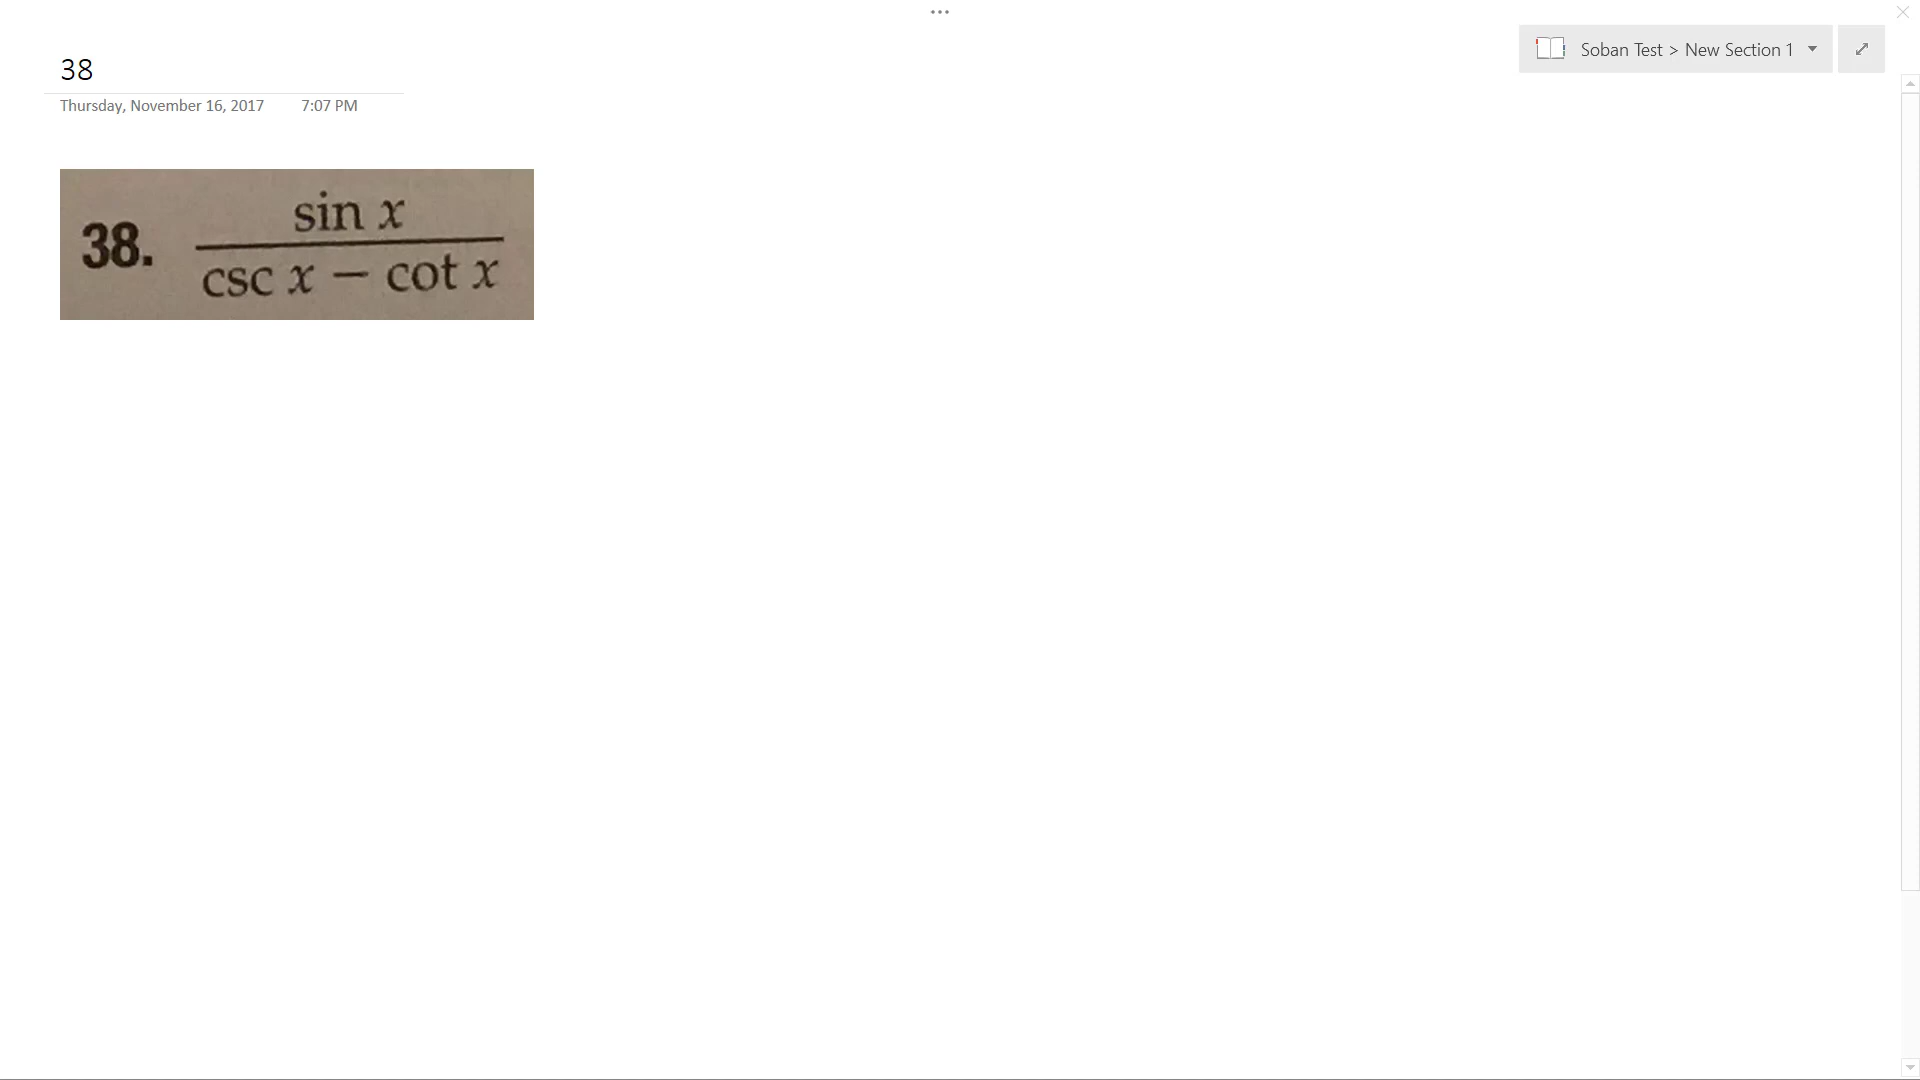 Soban Test > New Section 1
38
Thursday, November 16, 2017 7:07 PM
38. sin x
csc x − cot x